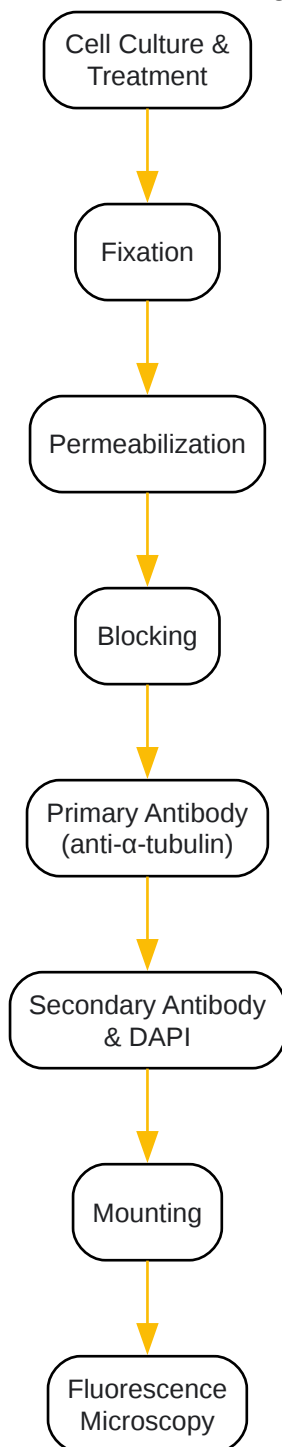 Cell Culture &
Treatment
Fixation
Permeabilization
Blocking
Primary Antibody
(anti-α-tubulin)
Secondary Antibody
& DAPI
Mounting
Fluorescence
Microscopy